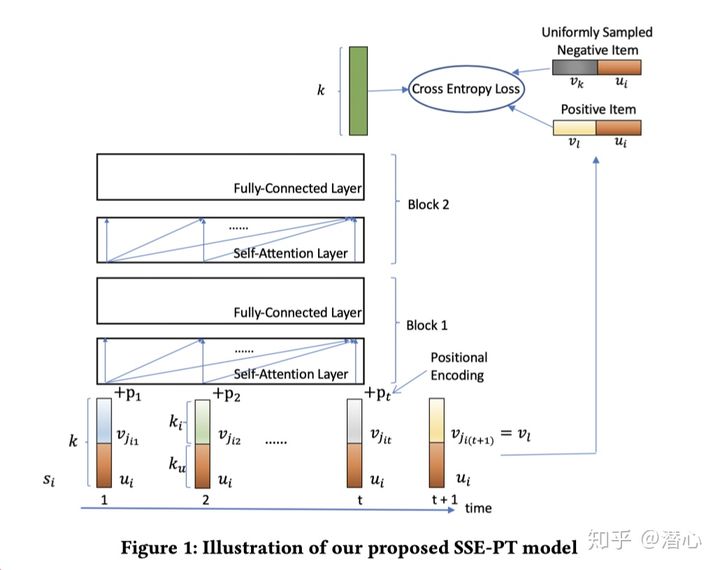 Uniformly Sampled
Negative Item
v_k u_i
k
Cross Entropy Loss
Positive Item
v_l u_i
Fully-Connected Layer
Block 2
......
Self-Attention Layer
Fully-Connected Layer
Block 1
......
Self-Attention Layer
Positional
Encoding
+p_1 +p_2 +p_t
k v_{j_{i1}} k_i v_{j_{i2}} ...... v_{j_{it}} v_{j_{i(t+1)}} = v_l
s_i u_i k_u u_i u_i u_i
1 2 t t + 1
time
Figure 1: Illustration of our proposed SSE-PT model
知乎 @潜心